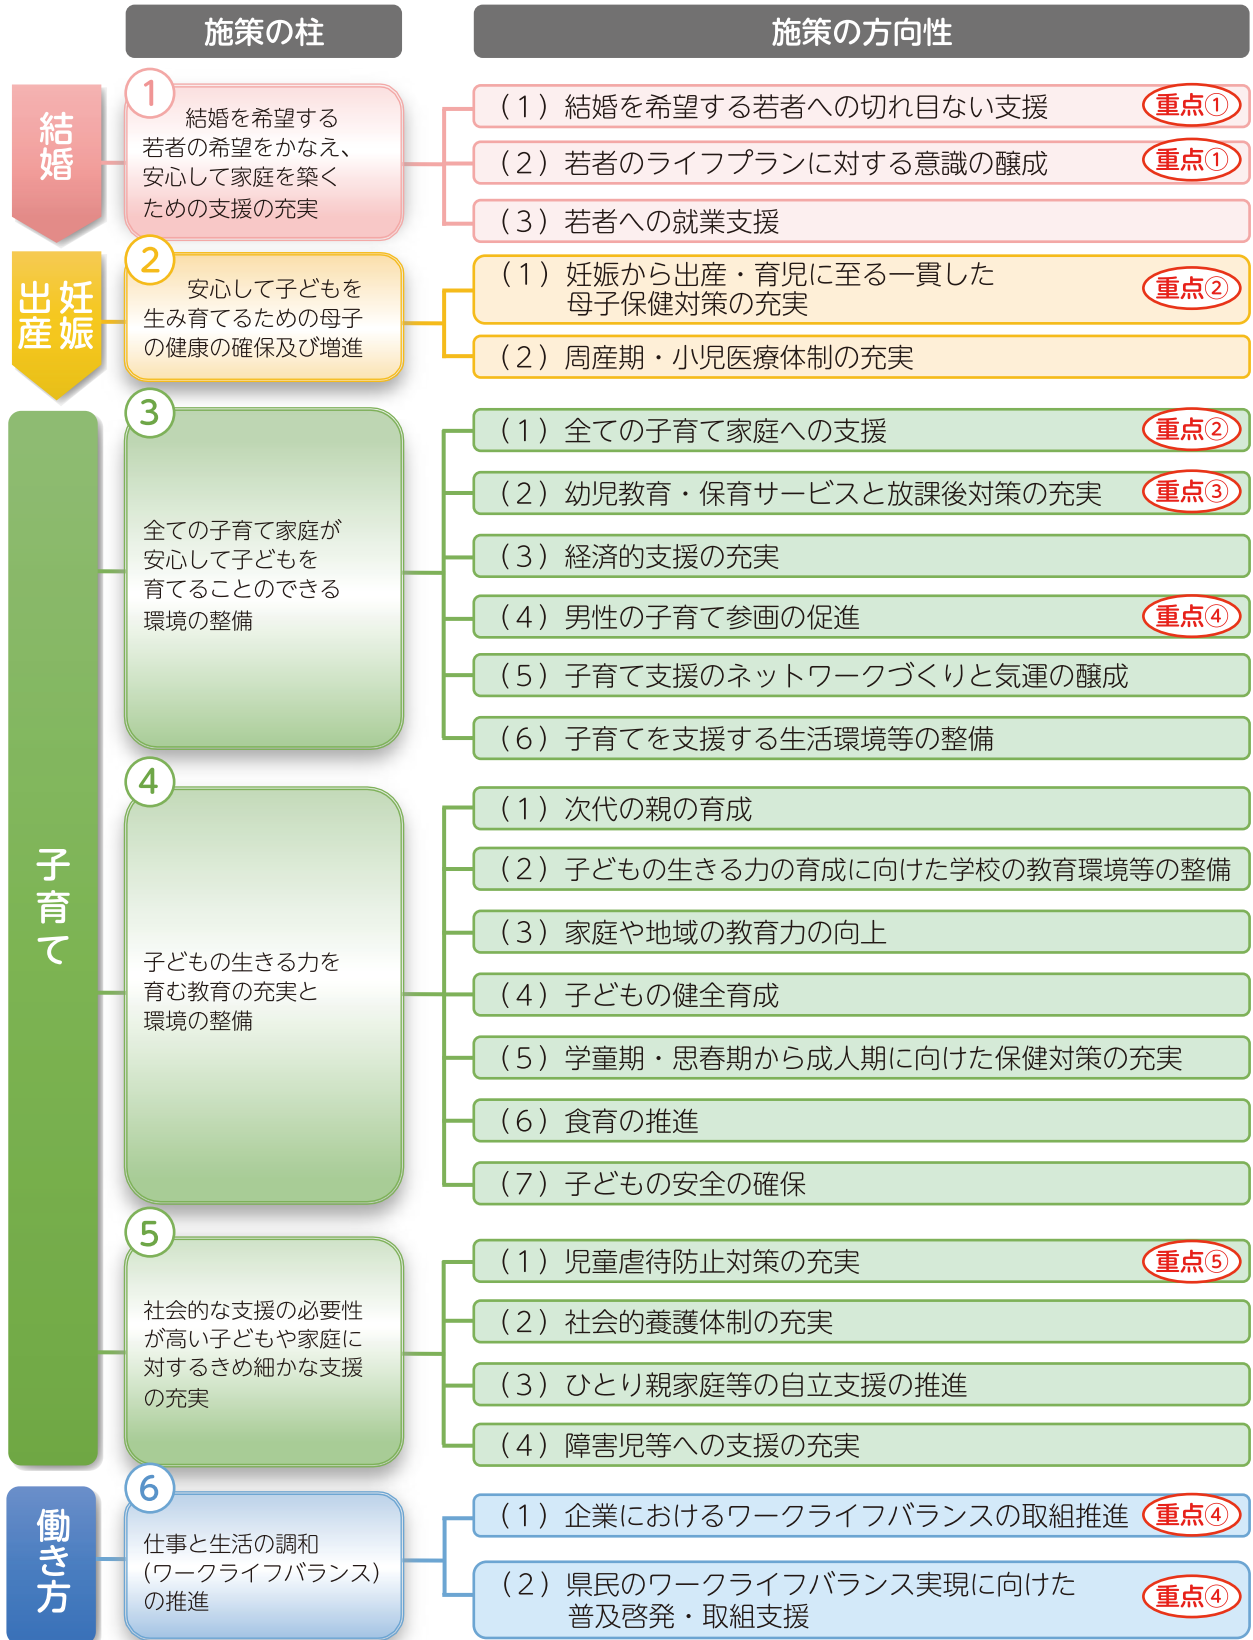 施策の柱
施策の方向性
結婚
①
結婚を希望する
若者の希望をかなえ、
安心して家庭を築く
ための支援の充実
（1）結婚を希望する若者への切れ目ない支援
重点①
（2）若者のライフプランに対する意識の醸成
重点①
（3）若者への就業支援
妊娠
出産
②
安心して子どもを
生み育てるための母子
の健康の確保及び増進
（1）妊娠から出産・育児に至る一貫した
母子保健対策の充実
重点②
（2）周産期・小児医療体制の充実
子育て
③
全ての子育て家庭が
安心して子どもを
育てることのできる
環境の整備
（1）全ての子育て家庭への支援
重点②
（2）幼児教育・保育サービスと放課後対策の充実
重点③
（3）経済的支援の充実
（4）男性の子育て参画の促進
重点④
（5）子育て支援のネットワークづくりと気運の醸成
（6）子育てを支援する生活環境等の整備
④
子どもの生きる力を
育む教育の充実と
環境の整備
（1）次代の親の育成
（2）子どもの生きる力の育成に向けた学校の教育環境等の整備
（3）家庭や地域の教育力の向上
（4）子どもの健全育成
（5）学童期・思春期から成人期に向けた保健対策の充実
（6）食育の推進
（7）子どもの安全の確保
⑤
社会的な支援の必要性
が高い子どもや家庭に
対するきめ細かな支援
の充実
（1）児童虐待防止対策の充実
重点⑤
（2）社会的養護体制の充実
（3）ひとり親家庭等の自立支援の推進
（4）障害児等への支援の充実
働き方
⑥
仕事と生活の調和
(ワークライフバランス)
の推進
（1）企業におけるワークライフバランスの取組推進
重点④
（2）県民のワークライフバランス実現に向けた
普及啓発・取組支援
重点④